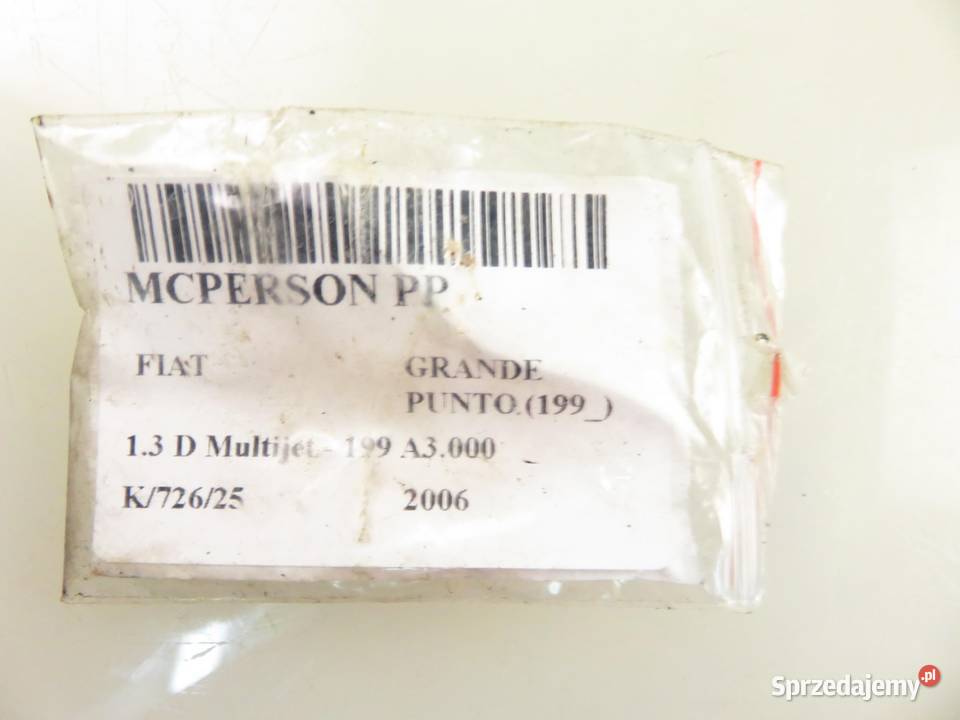 MCPERSON PP
FIAT GRANDE
PUNTO (199_)
1.3 D Multijet - 199 A3.000
K/726/25 2006
Sprzedajemy.pl